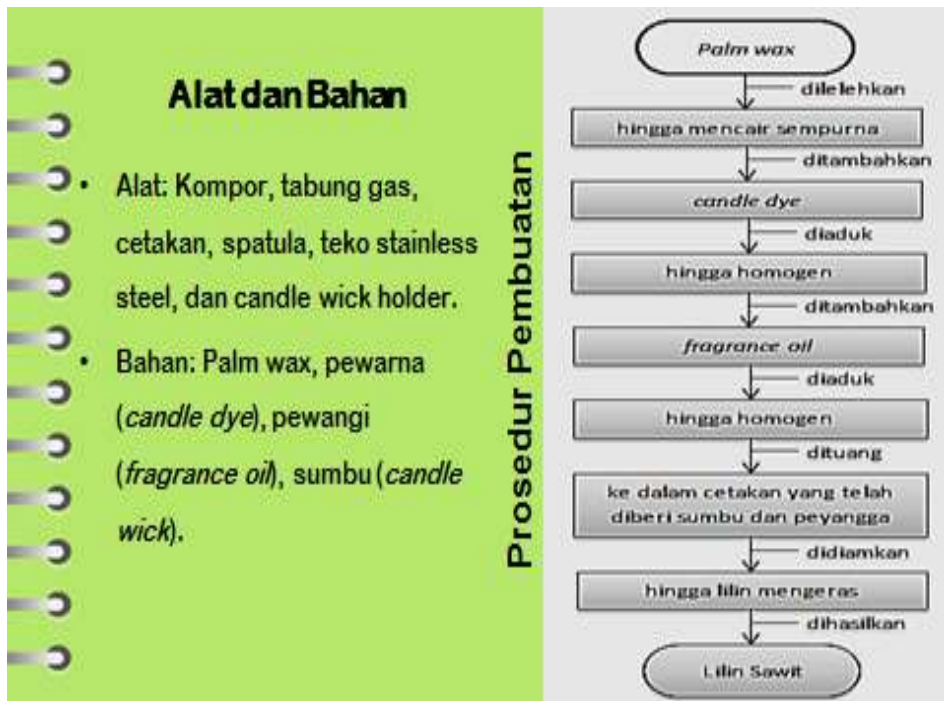 Alat dan Bahan
• Alat: Kompor, tabung gas,
cetakan, spatula, teko stainless
steel, dan candle wick holder.
• Bahan: Palm wax, pewarna
(candle dye), pewangi
(fragrance oil), sumbu (candle
wick).
Prosedur Pembuatan
Palm wax
dilelehkan
hingga mencair sempurna
ditambahkan
candle dye
diaduk
hingga homogen
ditambahkan
fragrance oil
diaduk
hingga homogen
dituang
ke dalam cetakan yang telah
diberi sumbu dan peyangga
didiamkan
hingga lilin mengeras
dihasilkan
Lilin Sawit